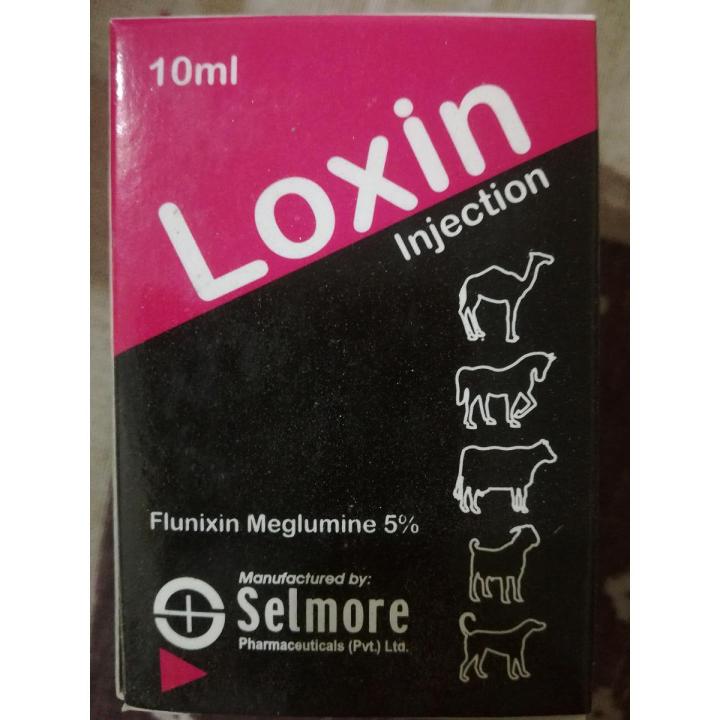 10ml
Loxin
Injection
Flunixin Meglumine 5%
Manufactured by:
Selmore
Pharmaceuticals (Pvt.) Ltd.